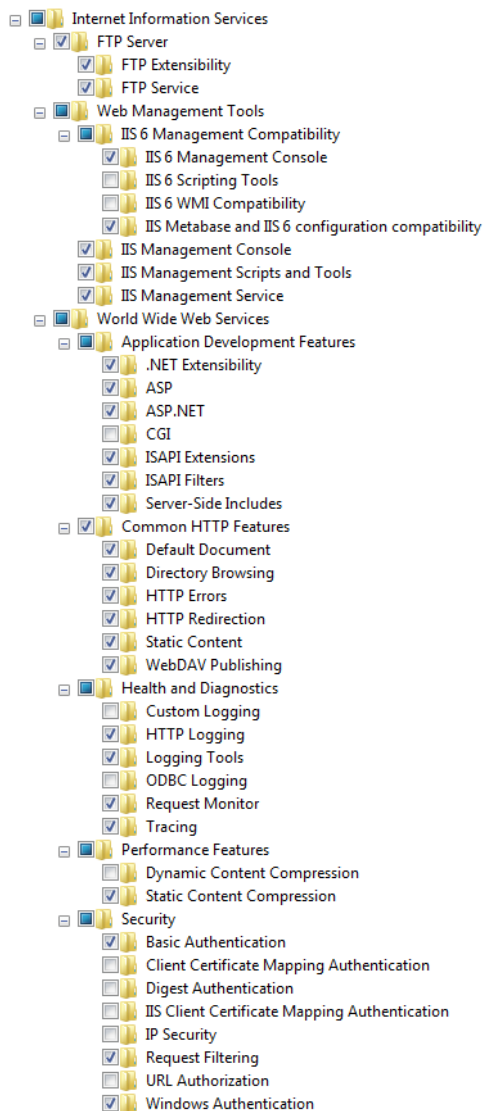 Internet Information Services
FTP Server
FTP Extensibility
FTP Service
Web Management Tools
IIS 6 Management Compatibility
IIS 6 Management Console
IIS 6 Scripting Tools
IIS 6 WMI Compatibility
IIS Metabase and IIS 6 configuration compatibility
IIS Management Console
IIS Management Scripts and Tools
IIS Management Service
World Wide Web Services
Application Development Features
.NET Extensibility
ASP
ASP.NET
CGI
ISAPI Extensions
ISAPI Filters
Server-Side Includes
Common HTTP Features
Default Document
Directory Browsing
HTTP Errors
HTTP Redirection
Static Content
WebDAV Publishing
Health and Diagnostics
Custom Logging
HTTP Logging
Logging Tools
ODBC Logging
Request Monitor
Tracing
Performance Features
Dynamic Content Compression
Static Content Compression
Security
Basic Authentication
Client Certificate Mapping Authentication
Digest Authentication
IIS Client Certificate Mapping Authentication
IP Security
Request Filtering
URL Authorization
Windows Authentication